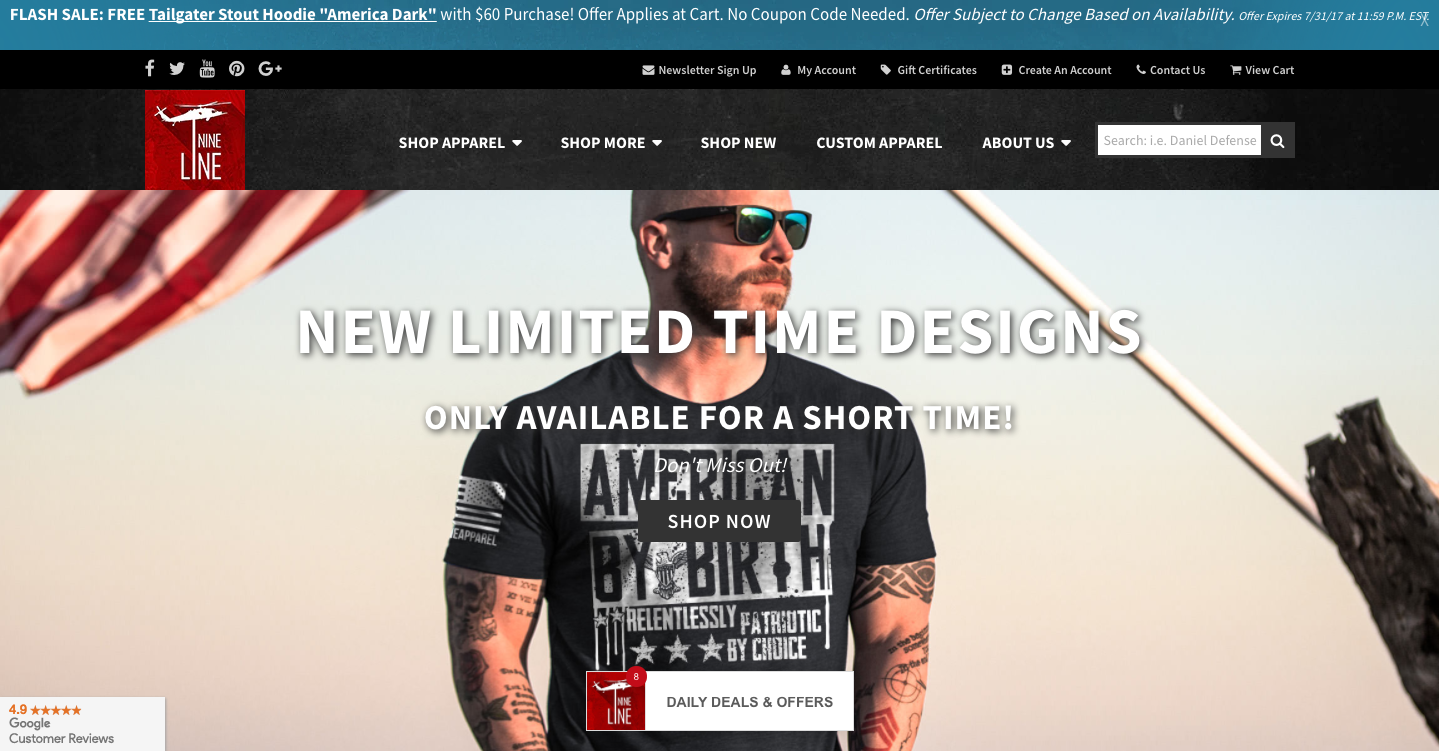 FLASH SALE: FREE Tailgater Stout Hoodie "America Dark" with $60 Purchase! Offer Applies at Cart. No Coupon Code Needed. Offer Subject to Change Based on Availability. Offer Expires 7/31/17 at 11:59 P.M. EST
X
Newsletter Sign Up My Account Gift Certificates Create An Account Contact Us View Cart
NINE
LINE
SHOP APPAREL SHOP MORE SHOP NEW CUSTOM APPAREL ABOUT US Search: i.e. Daniel Defense
NEW LIMITED TIME DESIGNS
ONLY AVAILABLE FOR A SHORT TIME!
Don't Miss Out!
AMERICAN
SHOP NOW
EAPPAREL
BY BIRTH
RELENTLESSLY PATRIOTIC
BY CHOICE
8
NINE
LINE
DAILY DEALS & OFFERS
4.9
Google
Customer Reviews